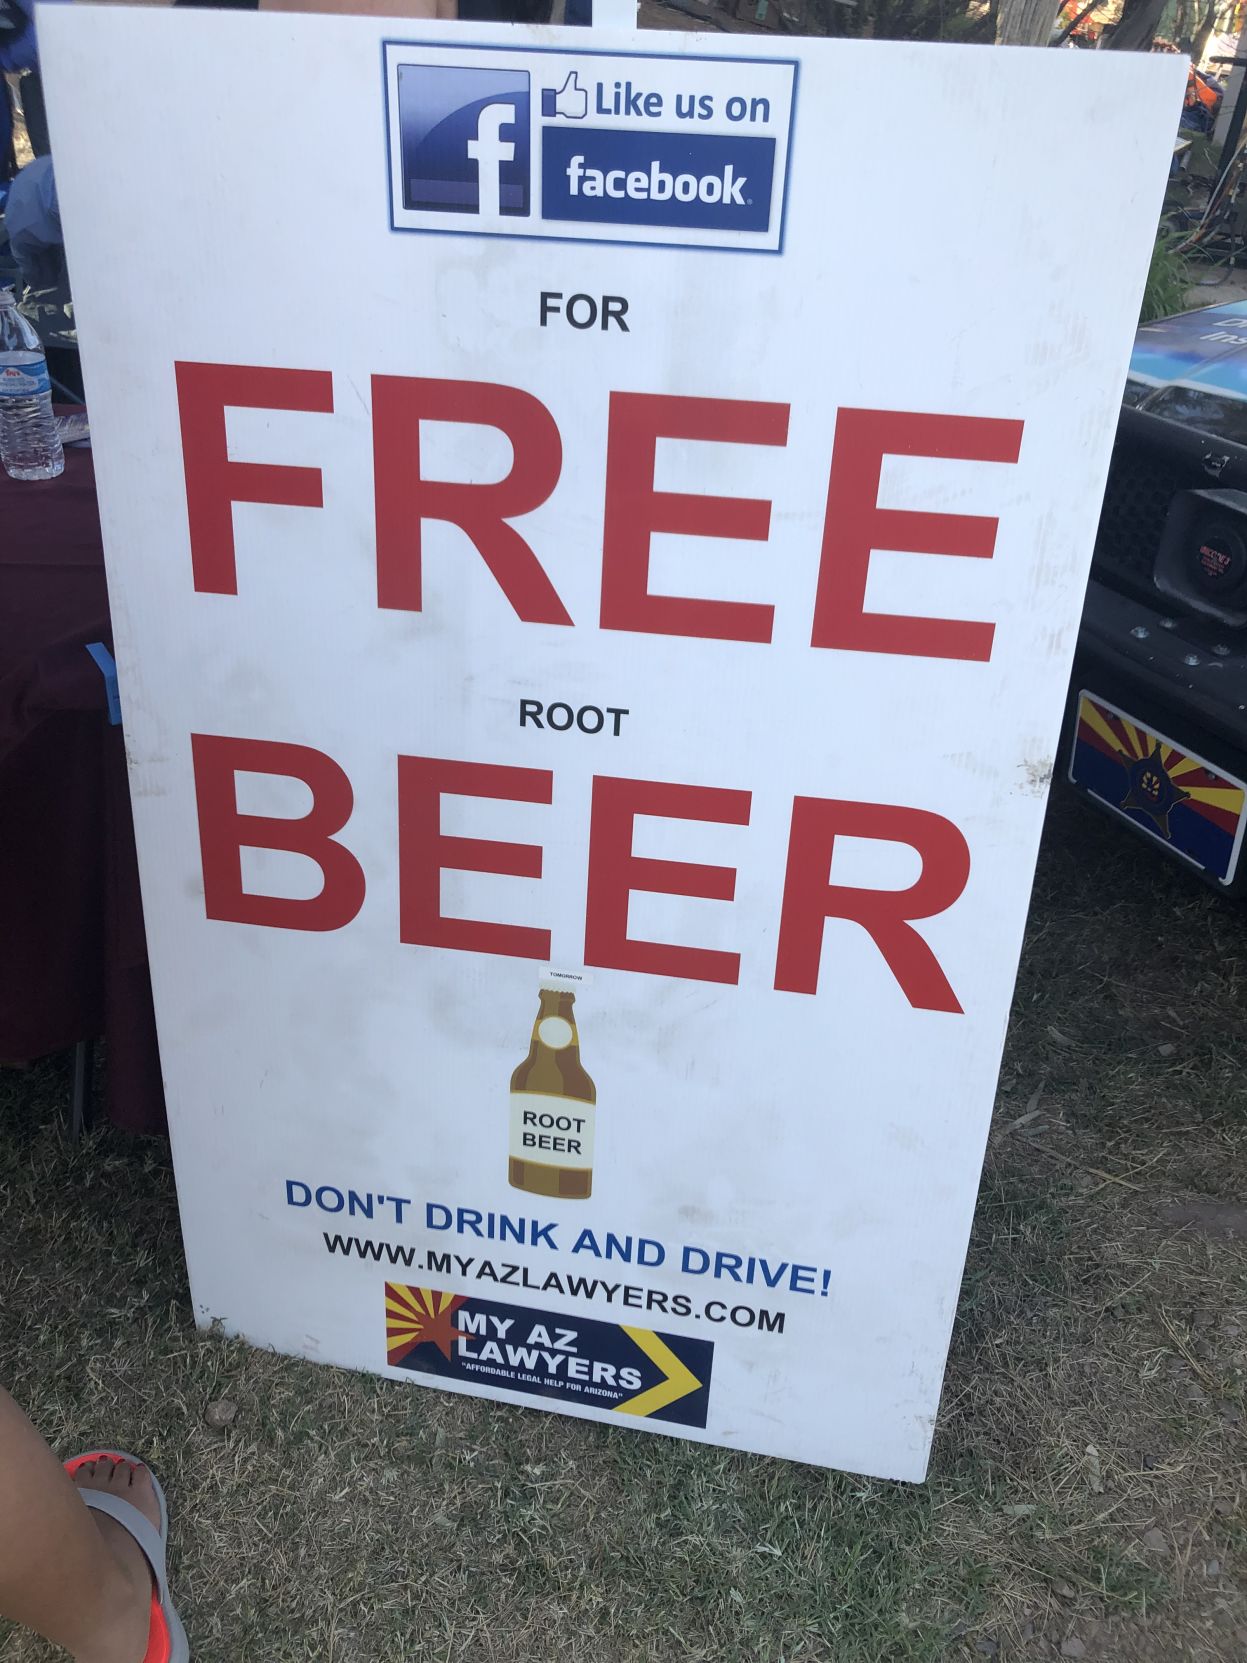 Like us on
facebook
FOR
FREE
ROOT
BEER
TOMORROW
ROOT
BEER
DON'T DRINK AND DRIVE!
WWW.MYAZLAWYERS.COM
MY AZ
LAWYERS
"AFFORDABLE LEGAL HELP FOR ARIZONA"